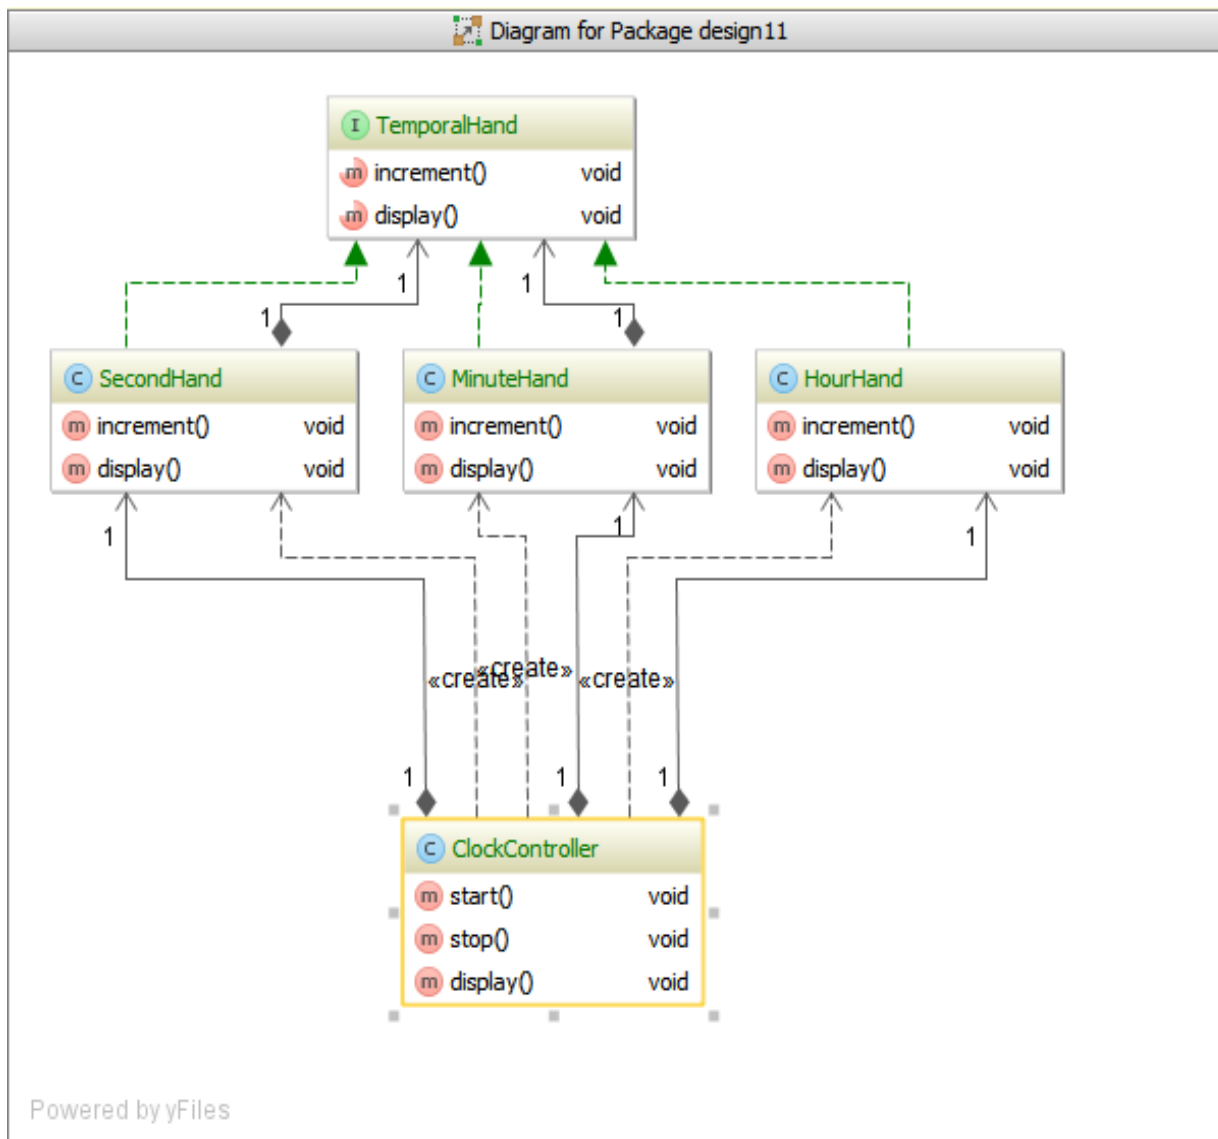 Diagram for Package design11
I TemporalHand
m increment() void
m display() void
1 1
1 1
C SecondHand
m increment() void
m display() void
C MinuteHand
m increment() void
m display() void
C HourHand
m increment() void
m display() void
1 1 1
«create» «create» «create»
1 1 1
C ClockController
m start() void
m stop() void
m display() void
Powered by yFiles